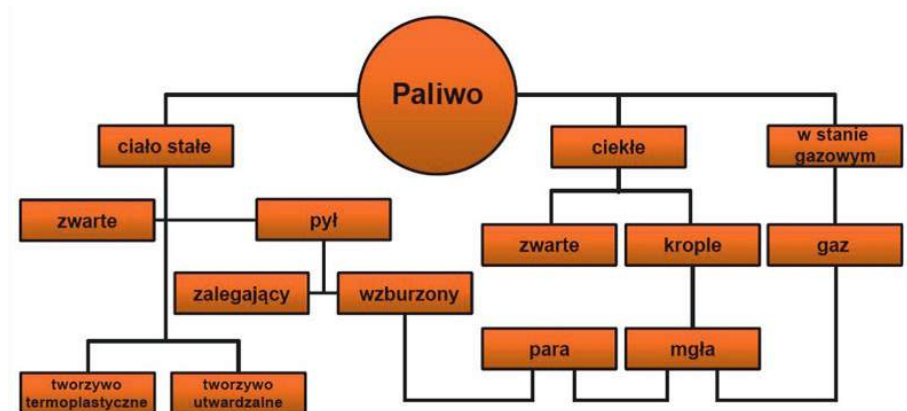 Paliwo
ciało stałe
ciekłe
w stanie
gazowym
zwarte
pył
zwarte
krople
gaz
zalegający
wzburzony
para
mgła
tworzywo
termoplastyczne
tworzywo
utwardzalne